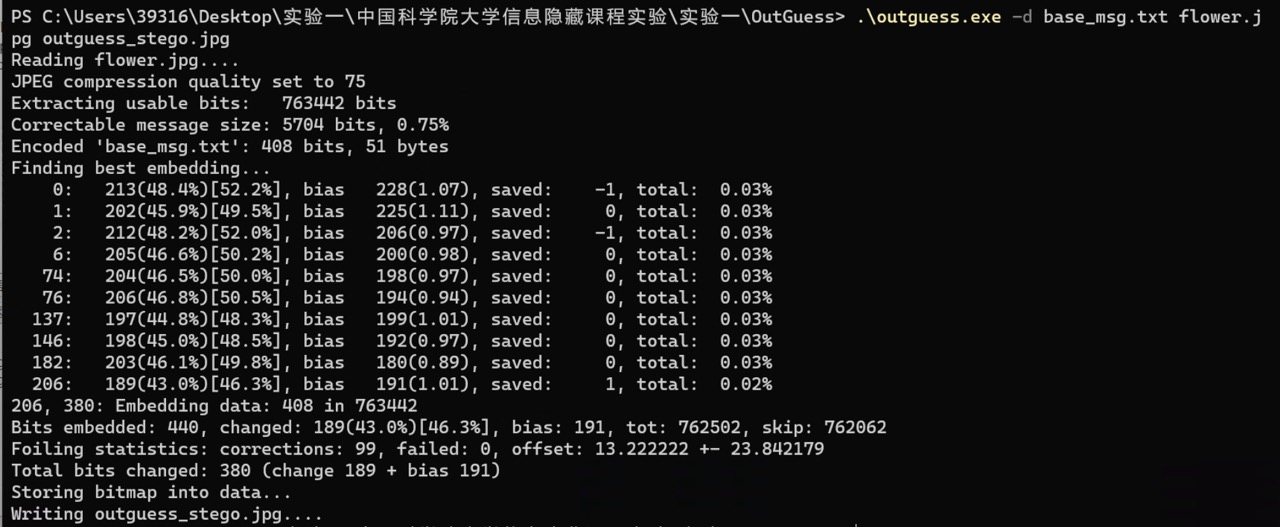 PS C:\Users\39316\Desktop\实验一\中国科学院大学信息隐藏课程实验\实验一\OutGuess> .\outguess.exe -d base_msg.txt flower.j
pg outguess_stego.jpg
Reading flower.jpg....
JPEG compression quality set to 75
Extracting usable bits:   763442 bits
Correctable message size: 5704 bits, 0.75%
Encoded 'base_msg.txt': 408 bits, 51 bytes
Finding best embedding...
    0:   213(48.4%)[52.2%], bias   228(1.07), saved:    -1, total:  0.03%
    1:   202(45.9%)[49.5%], bias   225(1.11), saved:     0, total:  0.03%
    2:   212(48.2%)[52.0%], bias   206(0.97), saved:    -1, total:  0.03%
    6:   205(46.6%)[50.2%], bias   200(0.98), saved:     0, total:  0.03%
   74:   204(46.5%)[50.0%], bias   198(0.97), saved:     0, total:  0.03%
   76:   206(46.8%)[50.5%], bias   194(0.94), saved:     0, total:  0.03%
  137:   197(44.8%)[48.3%], bias   199(1.01), saved:     0, total:  0.03%
  146:   198(45.0%)[48.5%], bias   192(0.97), saved:     0, total:  0.03%
  182:   203(46.1%)[49.8%], bias   180(0.89), saved:     0, total:  0.03%
  206:   189(43.0%)[46.3%], bias   191(1.01), saved:     1, total:  0.02%
206, 380: Embedding data: 408 in 763442
Bits embedded: 440, changed: 189(43.0%)[46.3%], bias: 191, tot: 762502, skip: 762062
Foiling statistics: corrections: 99, failed: 0, offset: 13.222222 +- 23.842179
Total bits changed: 380 (change 189 + bias 191)
Storing bitmap into data...
Writing outguess_stego.jpg....